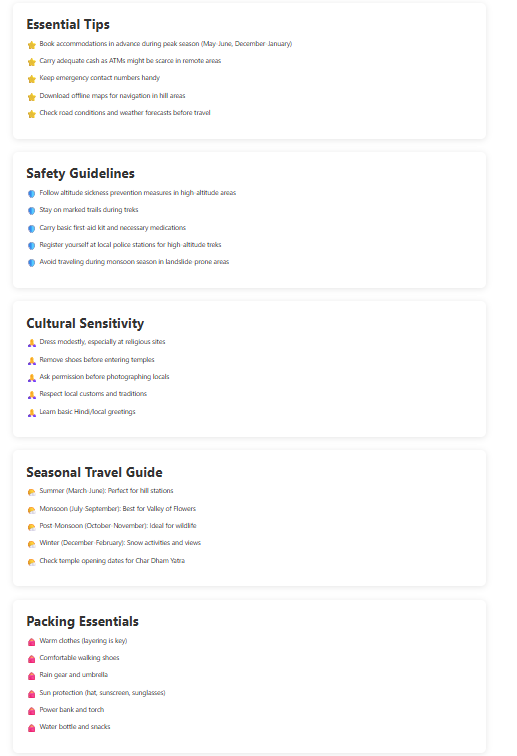 Essential Tips
Book accommodations in advance during peak season (May-June, December-January)
Carry adequate cash as ATMs might be scarce in remote areas
Keep emergency contact numbers handy
Download offline maps for navigation in hill areas
Check road conditions and weather forecasts before travel
Safety Guidelines
Follow altitude sickness prevention measures in high-altitude areas
Stay on marked trails during treks
Carry basic first-aid kit and necessary medications
Register yourself at local police stations for high-altitude treks
Avoid traveling during monsoon season in landslide-prone areas
Cultural Sensitivity
Dress modestly, especially at religious sites
Remove shoes before entering temples
Ask permission before photographing locals
Respect local customs and traditions
Learn basic Hindi/local greetings
Seasonal Travel Guide
Summer (March-June): Perfect for hill stations
Monsoon (July-September): Best for Valley of Flowers
Post-Monsoon (October-November): Ideal for wildlife
Winter (December-February): Snow activities and views
Check temple opening dates for Char Dham Yatra
Packing Essentials
Warm clothes (layering is key)
Comfortable walking shoes
Rain gear and umbrella
Sun protection (hat, sunscreen, sunglasses)
Power bank and torch
Water bottle and snacks